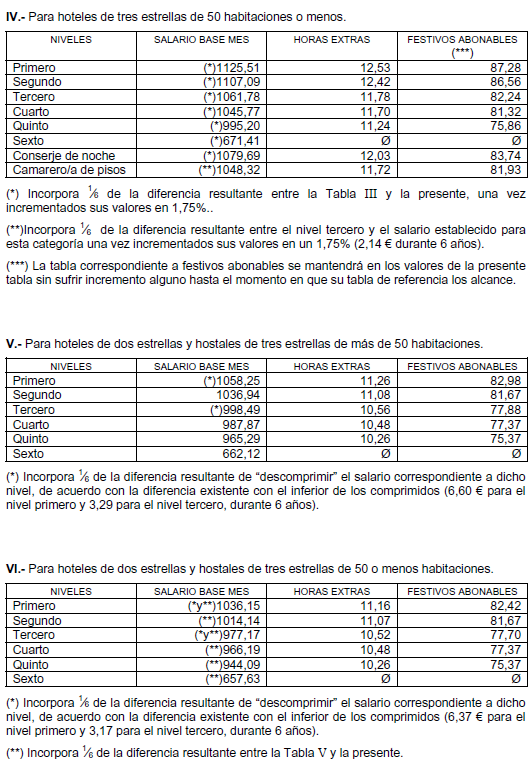 IV.- Para hoteles de tres estrellas de 50 habitaciones o menos.
NIVELES SALARIO BASE MES HORAS EXTRAS FESTIVOS ABONABLES
(***)
Primero (*)1125,51 12,53 87,28
Segundo (*)1107,09 12,42 86,56
Tercero (*)1061,78 11,78 82,24
Cuarto (*)1045,77 11,70 81,32
Quinto (*)995,20 11,24 75,86
Sexto (*)671,41 Ø Ø
Conserje de noche (*)1079,69 12,03 83,74
Camarero/a de pisos (**)1048,32 11,72 81,93
(*) Incorpora ⅙ de la diferencia resultante entre la Tabla III y la presente, una vez
incrementados sus valores en 1,75%..
(**)Incorpora ⅙ de la diferencia resultante entre el nivel tercero y el salario establecido para
esta categoría una vez incrementados sus valores en un 1,75% (2,14 € durante 6 años).
(***) La tabla correspondiente a festivos abonables se mantendrá en los valores de la presente
tabla sin sufrir incremento alguno hasta el momento en que su tabla de referencia los alcance.
V.- Para hoteles de dos estrellas y hostales de tres estrellas de más de 50 habitaciones.
NIVELES SALARIO BASE MES HORAS EXTRAS FESTIVOS ABONABLES
Primero (*)1058,25 11,26 82,98
Segundo 1036,94 11,08 81,67
Tercero (*)998,49 10,56 77,88
Cuarto 987,87 10,48 77,37
Quinto 965,29 10,26 75,37
Sexto 662,12 Ø Ø
(*) Incorpora ⅙ de la diferencia resultante de “descomprimir” el salario correspondiente a dicho
nivel, de acuerdo con la diferencia existente con el inferior de los comprimidos (6,60 € para el
nivel primero y 3,29 para el nivel tercero, durante 6 años).
VI.- Para hoteles de dos estrellas y hostales de tres estrellas de 50 o menos habitaciones.
NIVELES SALARIO BASE MES HORAS EXTRAS FESTIVOS ABONABLES
Primero (*y**)1036,15 11,16 82,42
Segundo (**)1014,14 11,07 81,67
Tercero (*y**)977,17 10,52 77,70
Cuarto (**)966,19 10,48 77,37
Quinto (**)944,09 10,26 75,37
Sexto (**)657,63 Ø Ø
(*) Incorpora ⅙ de la diferencia resultante de “descomprimir” el salario correspondiente a dicho
nivel, de acuerdo con la diferencia existente con el inferior de los comprimidos (6,37 € para el
nivel primero y 3,17 para el nivel tercero, durante 6 años).
(**) Incorpora ⅙ de la diferencia resultante entre la Tabla V y la presente.